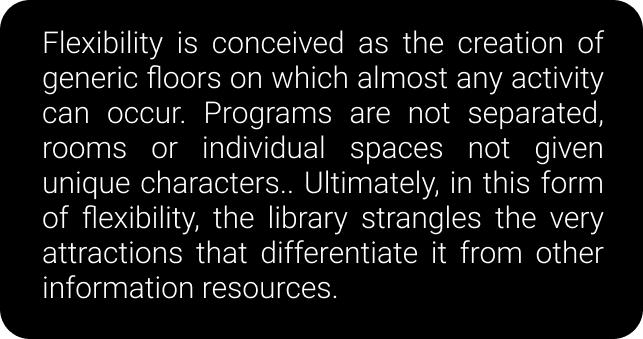 Flexibility is conceived as the creation of
generic floors on which almost any activity
can occur. Programs are not separated,
rooms or individual spaces not given
unique characters.. Ultimately, in this form
of flexibility, the library strangles the very
attractions that differentiate it from other
information resources.